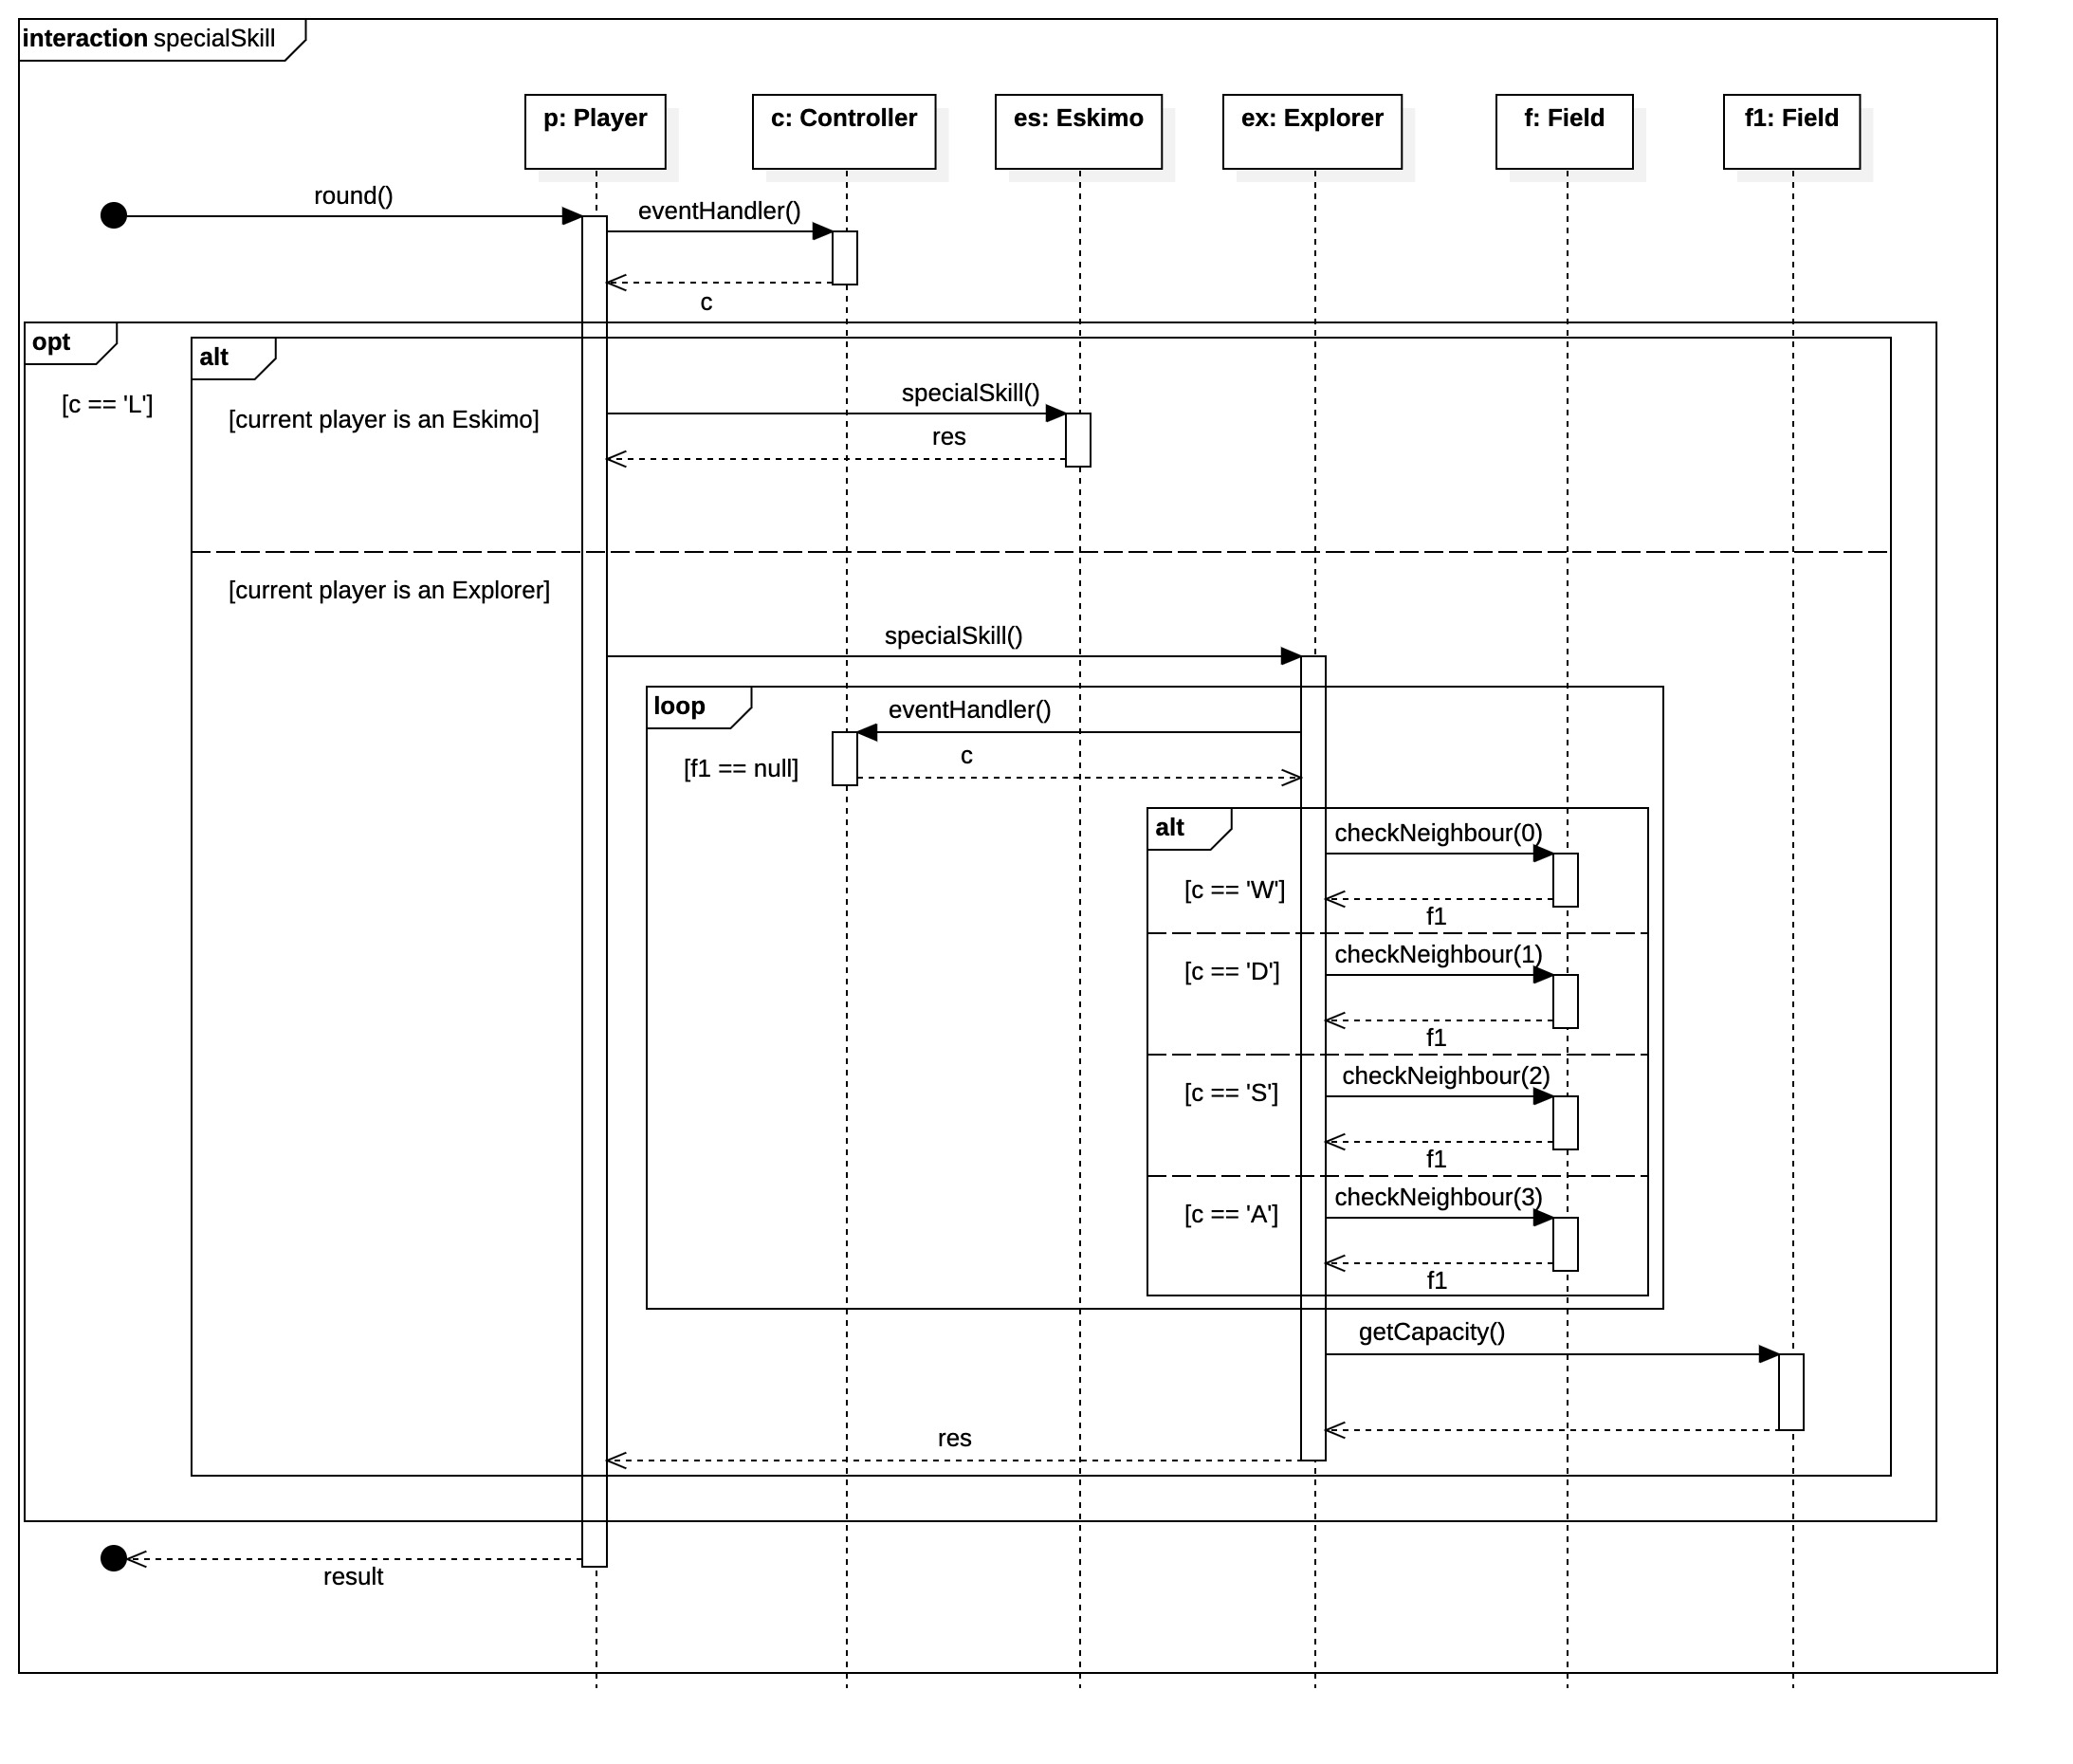 interaction specialSkill
p: Player
c: Controller
es: Eskimo
ex: Explorer
f: Field
f1: Field
round()
eventHandler()
c
opt
alt
[c == 'L']
[current player is an Eskimo]
specialSkill()
res
[current player is an Explorer]
specialSkill()
loop
eventHandler()
[f1 == null]
c
alt
checkNeighbour(0)
[c == 'W']
f1
checkNeighbour(1)
[c == 'D']
f1
checkNeighbour(2)
[c == 'S']
f1
checkNeighbour(3)
[c == 'A']
f1
getCapacity()
res
result